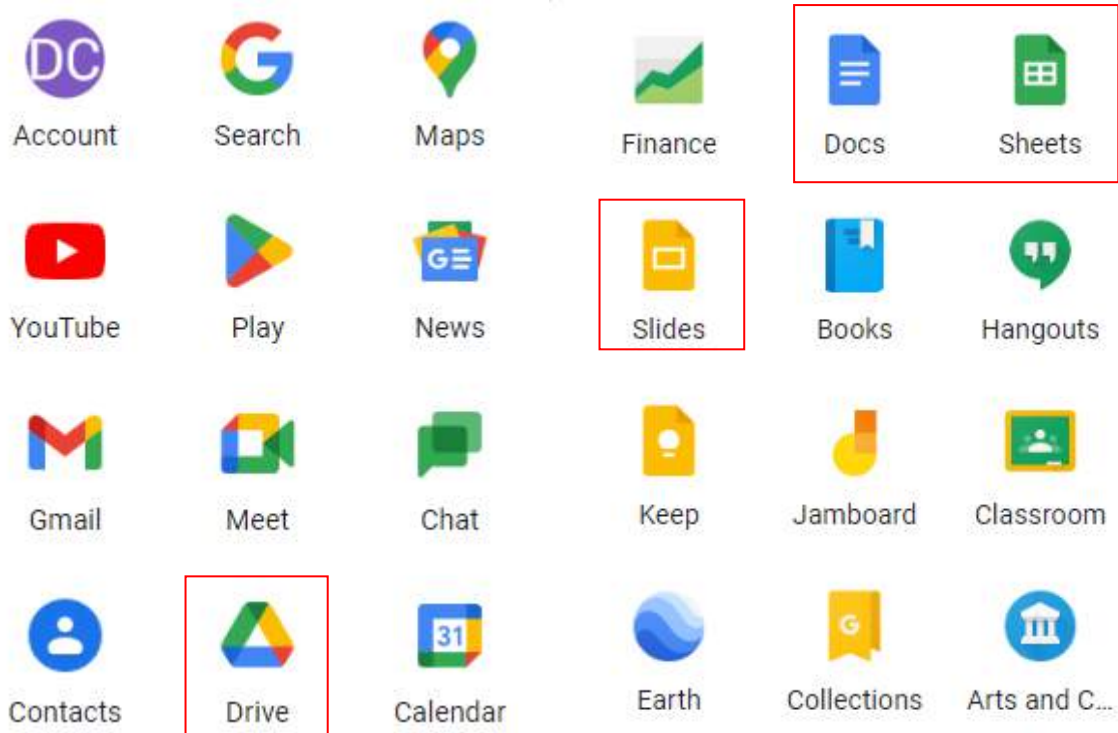 DC
G
Account Search Maps
Finance Docs Sheets
G
YouTube Play News
Slides Books Hangouts
Gmail Meet Chat
Keep Jamboard Classroom
31
G
Contacts Drive Calendar
Earth Collections Arts and C...